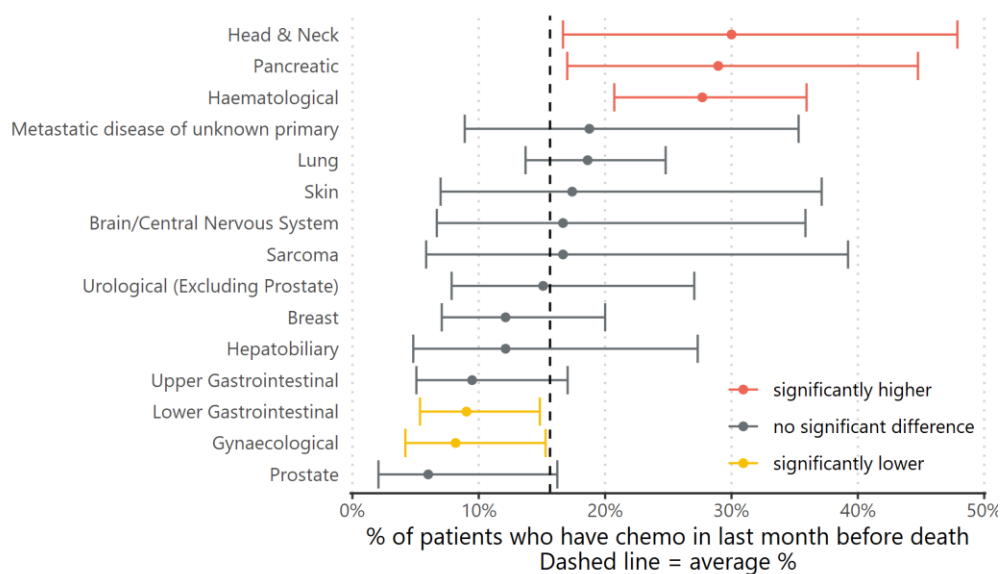 Head & Neck
Pancreatic
Haematological
Metastatic disease of unknown primary
Lung
Skin
Brain/Central Nervous System
Sarcoma
Urological (Excluding Prostate)
Breast
Hepatobiliary
Upper Gastrointestinal
Lower Gastrointestinal
Gynaecological
Prostate
significantly higher
no significant difference
significantly lower
0% 10% 20% 30% 40% 50%
% of patients who have chemo in last month before death
Dashed line = average %